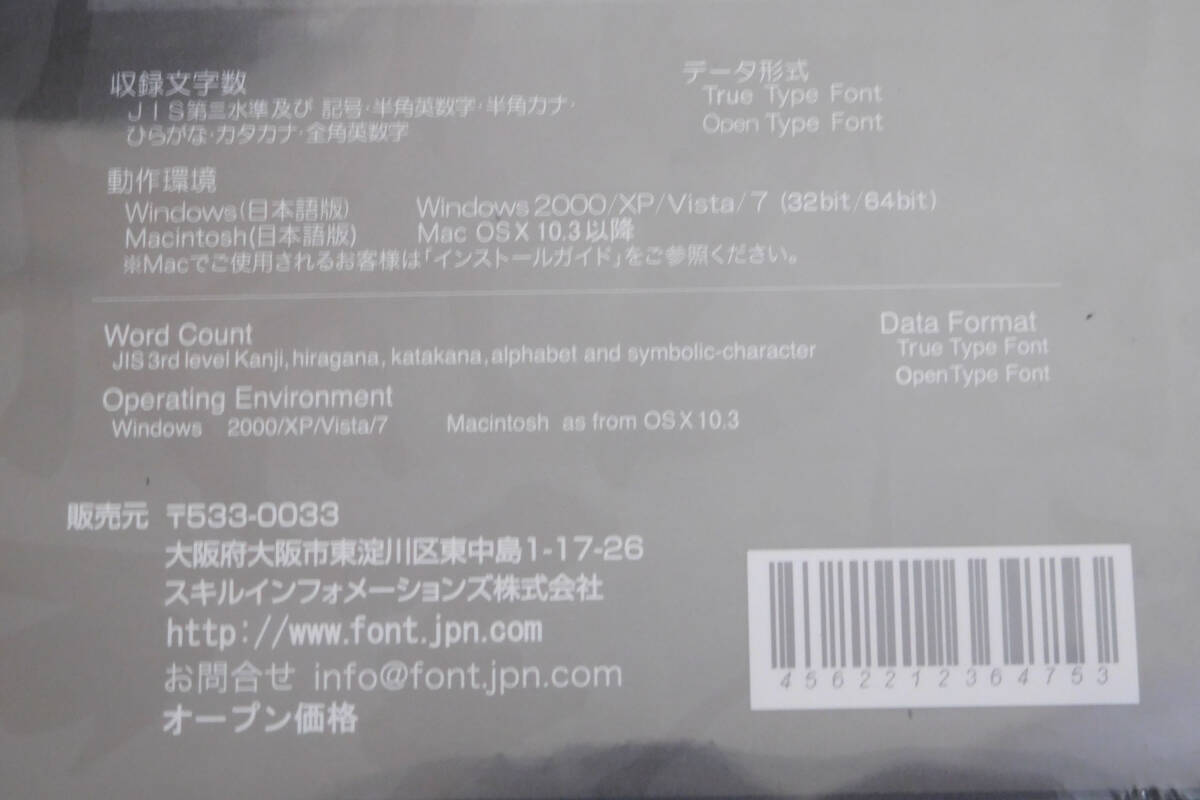 収録文字数
JIS第三水準及び 記号・半角英数字・半角カナ・
ひらがな・カタカナ・全角英数字
データ形式
True Type Font
Open Type Font
動作環境
Windows(日本語版) Windows 2000/XP/Vista/7 (32bit/64bit)
Macintosh(日本語版) Mac OSX 10.3以降
※Macでご使用されるお客様は「インストールガイド」をご参照ください。
Word Count
JIS 3rd level Kanji, hiragana, katakana, alphabet and symbolic-character
Data Format
True Type Font
Open Type Font
Operating Environment
Windows 2000/XP/Vista/7 Macintosh as from OS X 10.3
販売元 〒533-0033
大阪府大阪市東淀川区東中島1-17-26
スキルインフォメーションズ株式会社
http://www.font.jpn.com
お問合せ info@font.jpn.com
オープン価格
4562212364753